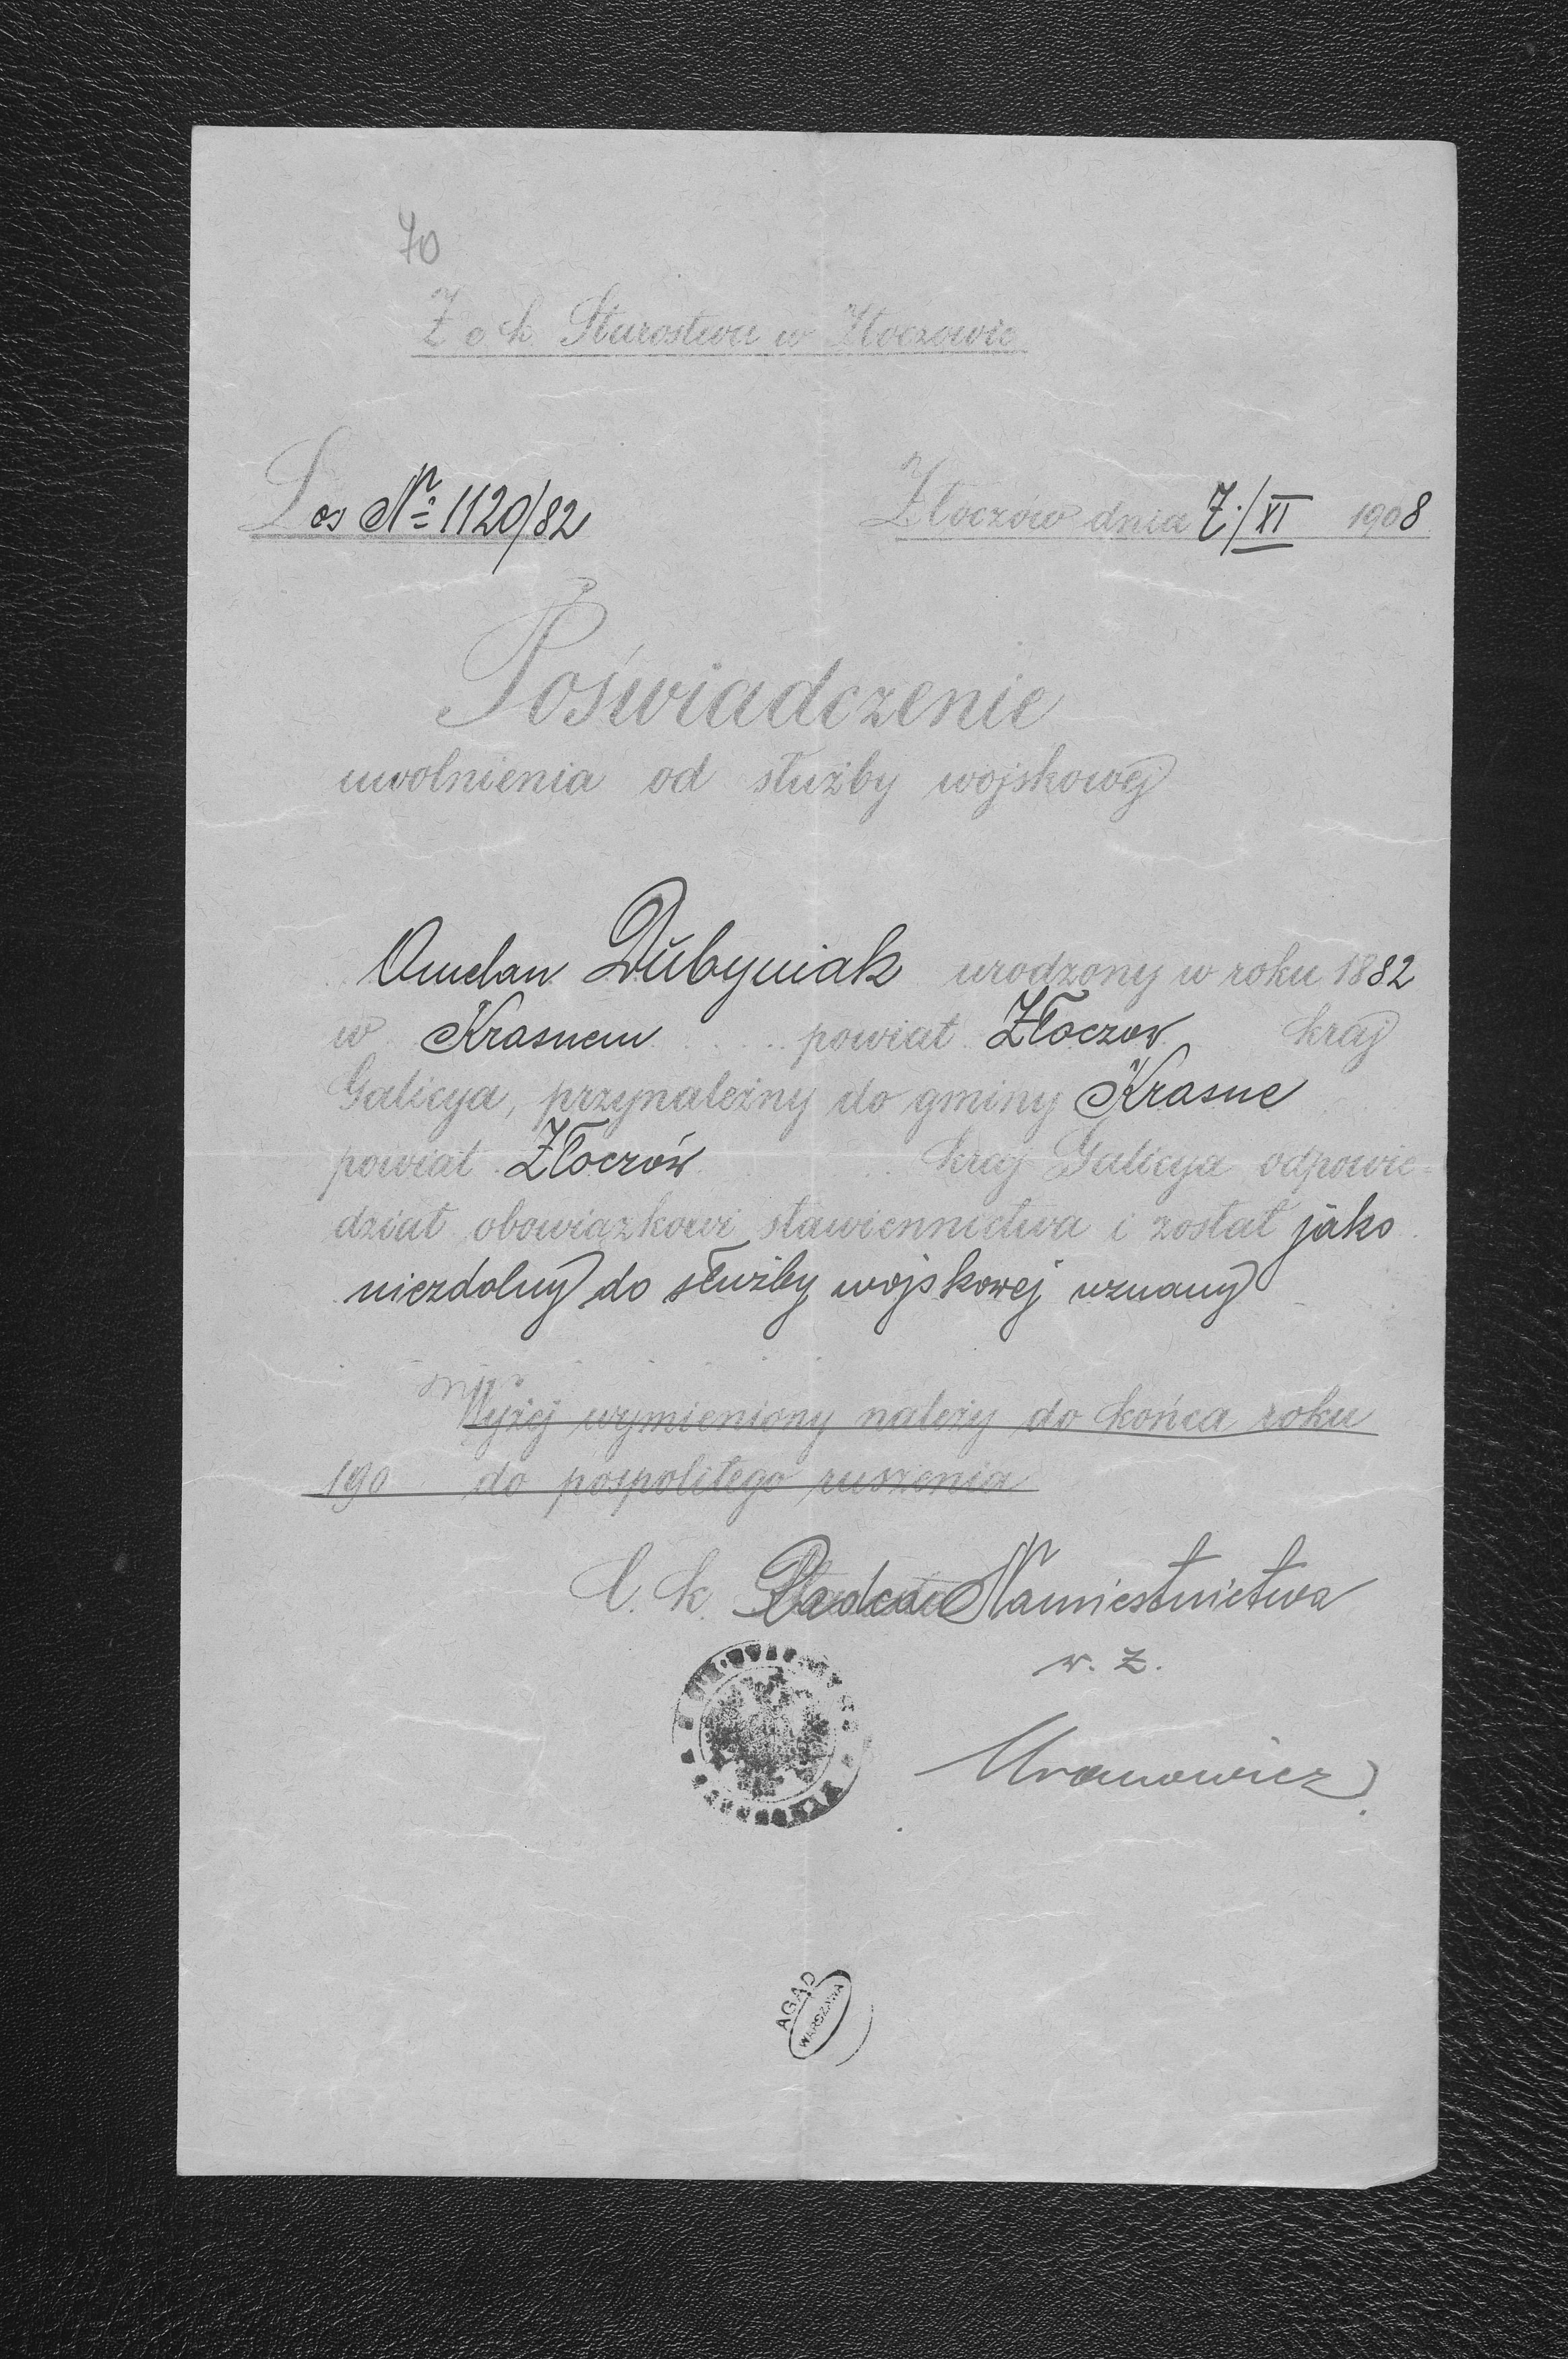 70
Z c. k. Starostwa w Złoczowie
Los № 1120/82
Złoczów dnia 7./XI 1908
Poświadczenie
uwolnienia od służby wojskowej
Omelan Dubyniak urodzony w roku 1882
w Krasnem powiat Złoczow kraj
Galicya, przynależny do gminy Krasne
powiat Złoczów kraj Galicya odpowie-
dział obowiązkowi stawiennictwa i został jako
niezdolny do służby wojskowej uznany
Wyżej wymieniony należy do końca roku
190 do pospolitego ruszenia
C. k. Radca Namiestnictwa
w. z.
AGAD
WARSZAWA